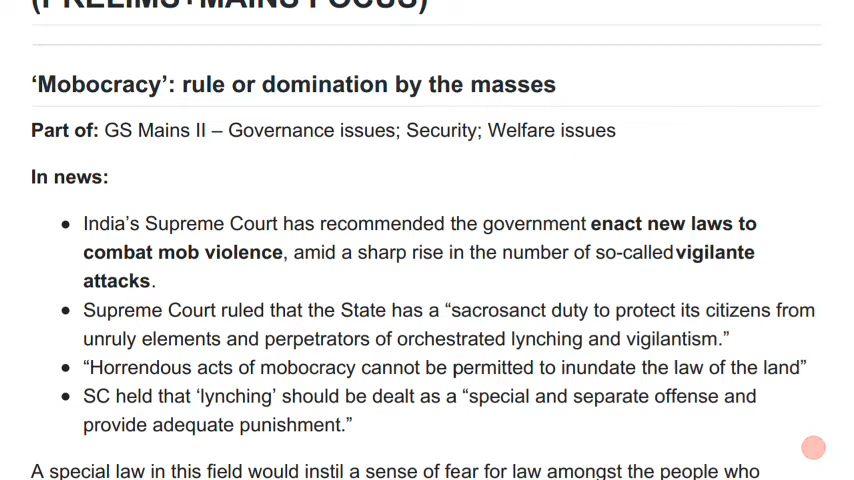 (PRELIMS+MAINS FOCUS)
‘Mobocracy’: rule or domination by the masses
Part of: GS Mains II – Governance issues; Security; Welfare issues
In news:
● India’s Supreme Court has recommended the government enact new laws to
combat mob violence, amid a sharp rise in the number of so-called vigilante
attacks.
● Supreme Court ruled that the State has a “sacrosanct duty to protect its citizens from
unruly elements and perpetrators of orchestrated lynching and vigilantism.”
● “Horrendous acts of mobocracy cannot be permitted to inundate the law of the land”
● SC held that ‘lynching’ should be dealt as a “special and separate offense and
provide adequate punishment.”
A special law in this field would instil a sense of fear for law amongst the people who